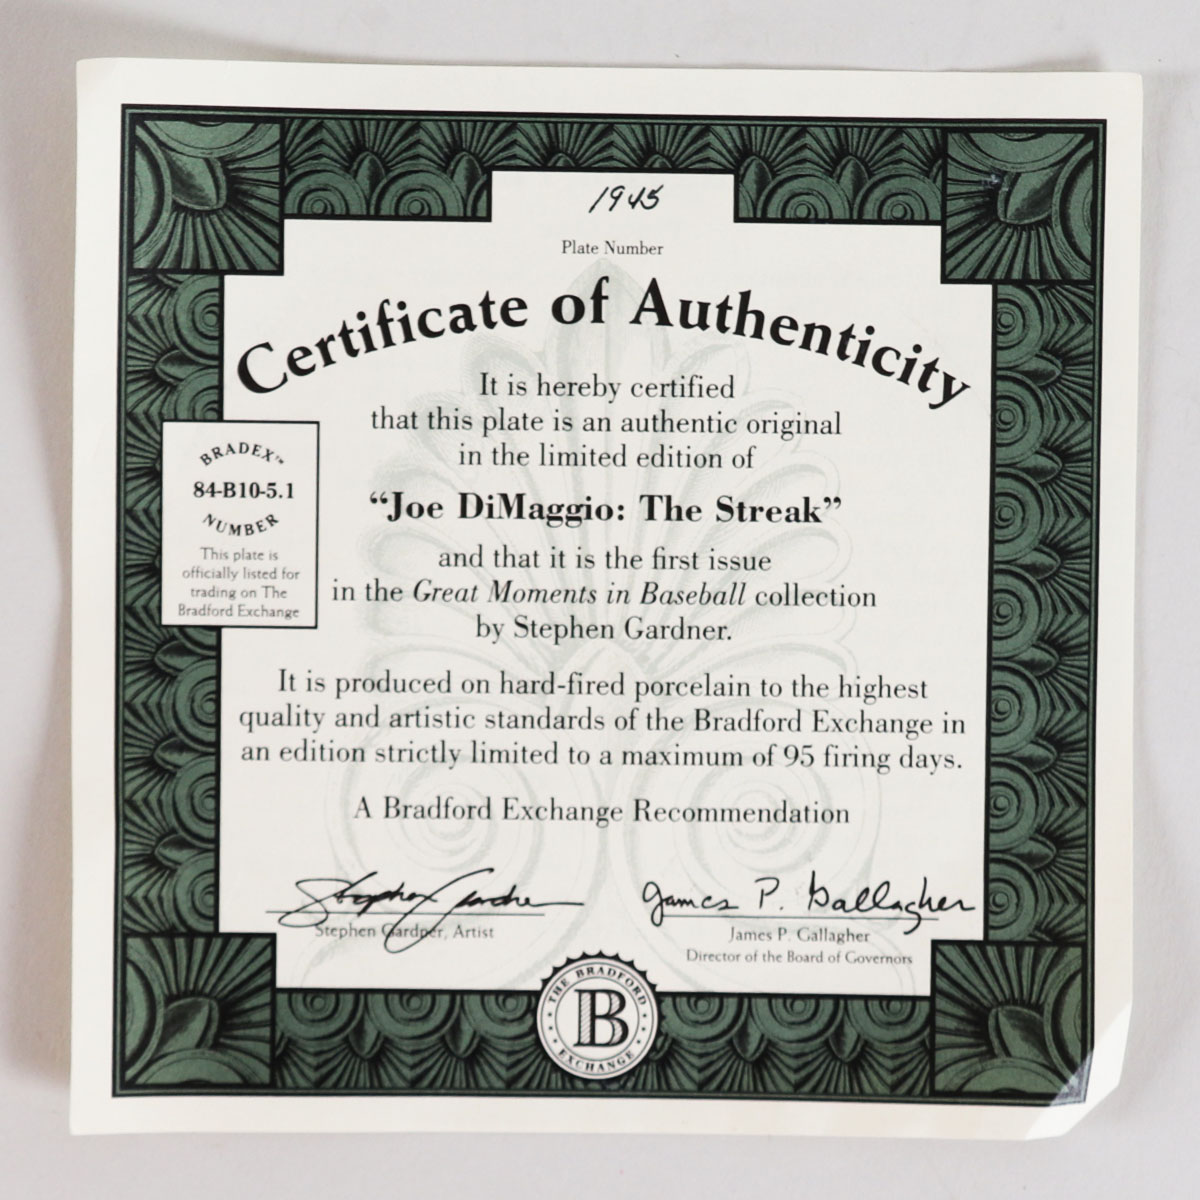 1945
Plate Number
Certificate of Authenticity
It is hereby certified
that this plate is an authentic original
in the limited edition of
“Joe DiMaggio: The Streak”
and that it is the first issue
in the Great Moments in Baseball collection
by Stephen Gardner.
BRADEX™
84-B10-5.1
NUMBER
This plate is
officially listed for
trading on The
Bradford Exchange
It is produced on hard-fired porcelain to the highest
quality and artistic standards of the Bradford Exchange in
an edition strictly limited to a maximum of 95 firing days.
A Bradford Exchange Recommendation
Stephen Gardner
Stephen Gardner, Artist
James P. Gallagher
James P. Gallagher
Director of the Board of Governors
THE BRADFORD
B
EXCHANGE